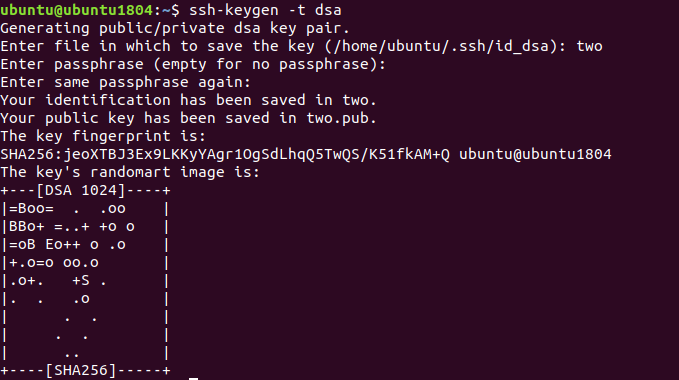 ubuntu@ubuntu1804:~$ ssh-keygen -t dsa
Generating public/private dsa key pair.
Enter file in which to save the key (/home/ubuntu/.ssh/id_dsa): two
Enter passphrase (empty for no passphrase):
Enter same passphrase again:
Your identification has been saved in two.
Your public key has been saved in two.pub.
The key fingerprint is:
SHA256:jeoXTBJ3Ex9LKKyYAgr1OgSdLhqQ5TwQS/K51fkAM+Q ubuntu@ubuntu1804
The key's randomart image is:
+---[DSA 1024]----+
|=Boo=  .  .oo    |
|BBo+ =..+ +o o   |
|=oB Eo++ o .o    |
|+.o=o oo.o       |
|.o+.   +S .      |
|.  .   .o        |
|      .  .       |
|     .  .        |
|      ..         |
+----[SHA256]-----+